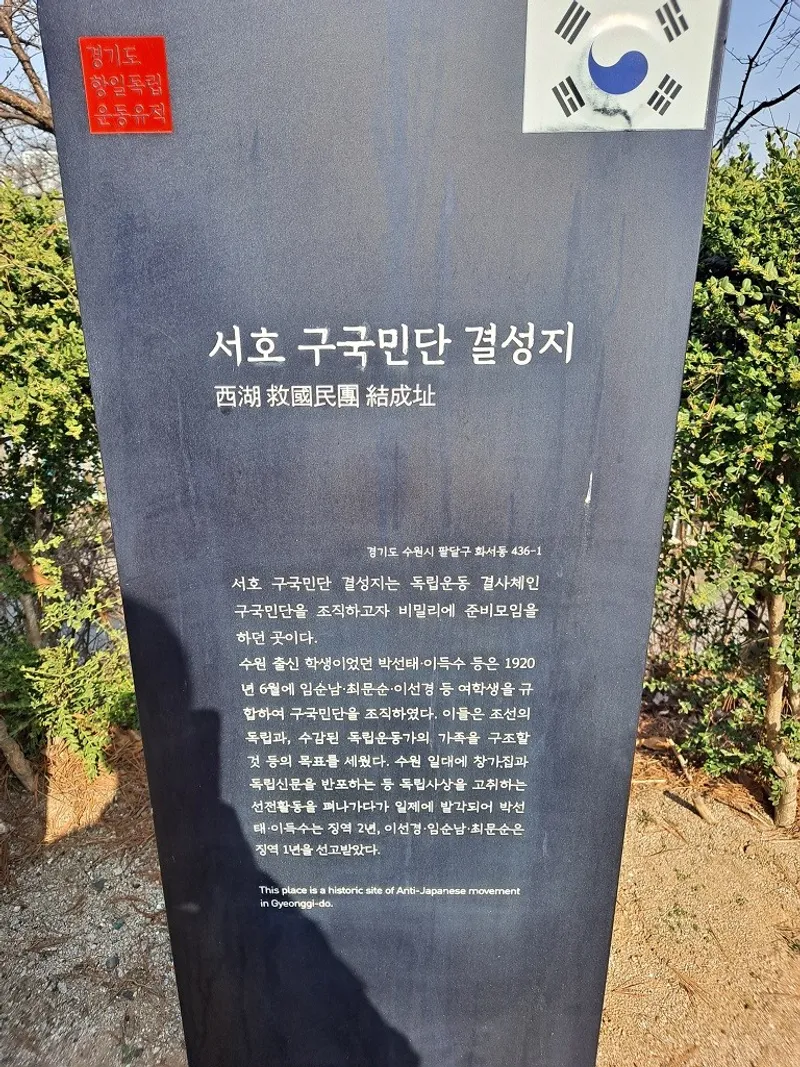 경기도
항일독립
운동유적
서호 구국민단 결성지
西湖 救國民團 結成址
경기도 수원시 팔달구 화서동 436-1
서호 구국민단 결성지는 독립운동 결사체인
구국민단을 조직하고자 비밀리에 준비모임을
하던 곳이다.
수원 출신 학생이었던 박선태·이득수 등은 1920
년 6월에 임순남·최문순·이선경 등 여학생을 규
합하여 구국민단을 조직하였다. 이들은 조선의
독립과, 수감된 독립운동가의 가족을 구조할
것 등의 목표를 세웠다. 수원 일대에 창가집과
독립신문을 반포하는 등 독립사상을 고취하는
선전활동을 펴나가다가 일제에 발각되어 박선
태·이득수는 징역 2년, 이선경·임순남·최문순은
징역 1년을 선고받았다.
This place is a historic site of Anti-Japanese movement
in Gyeonggi-do.